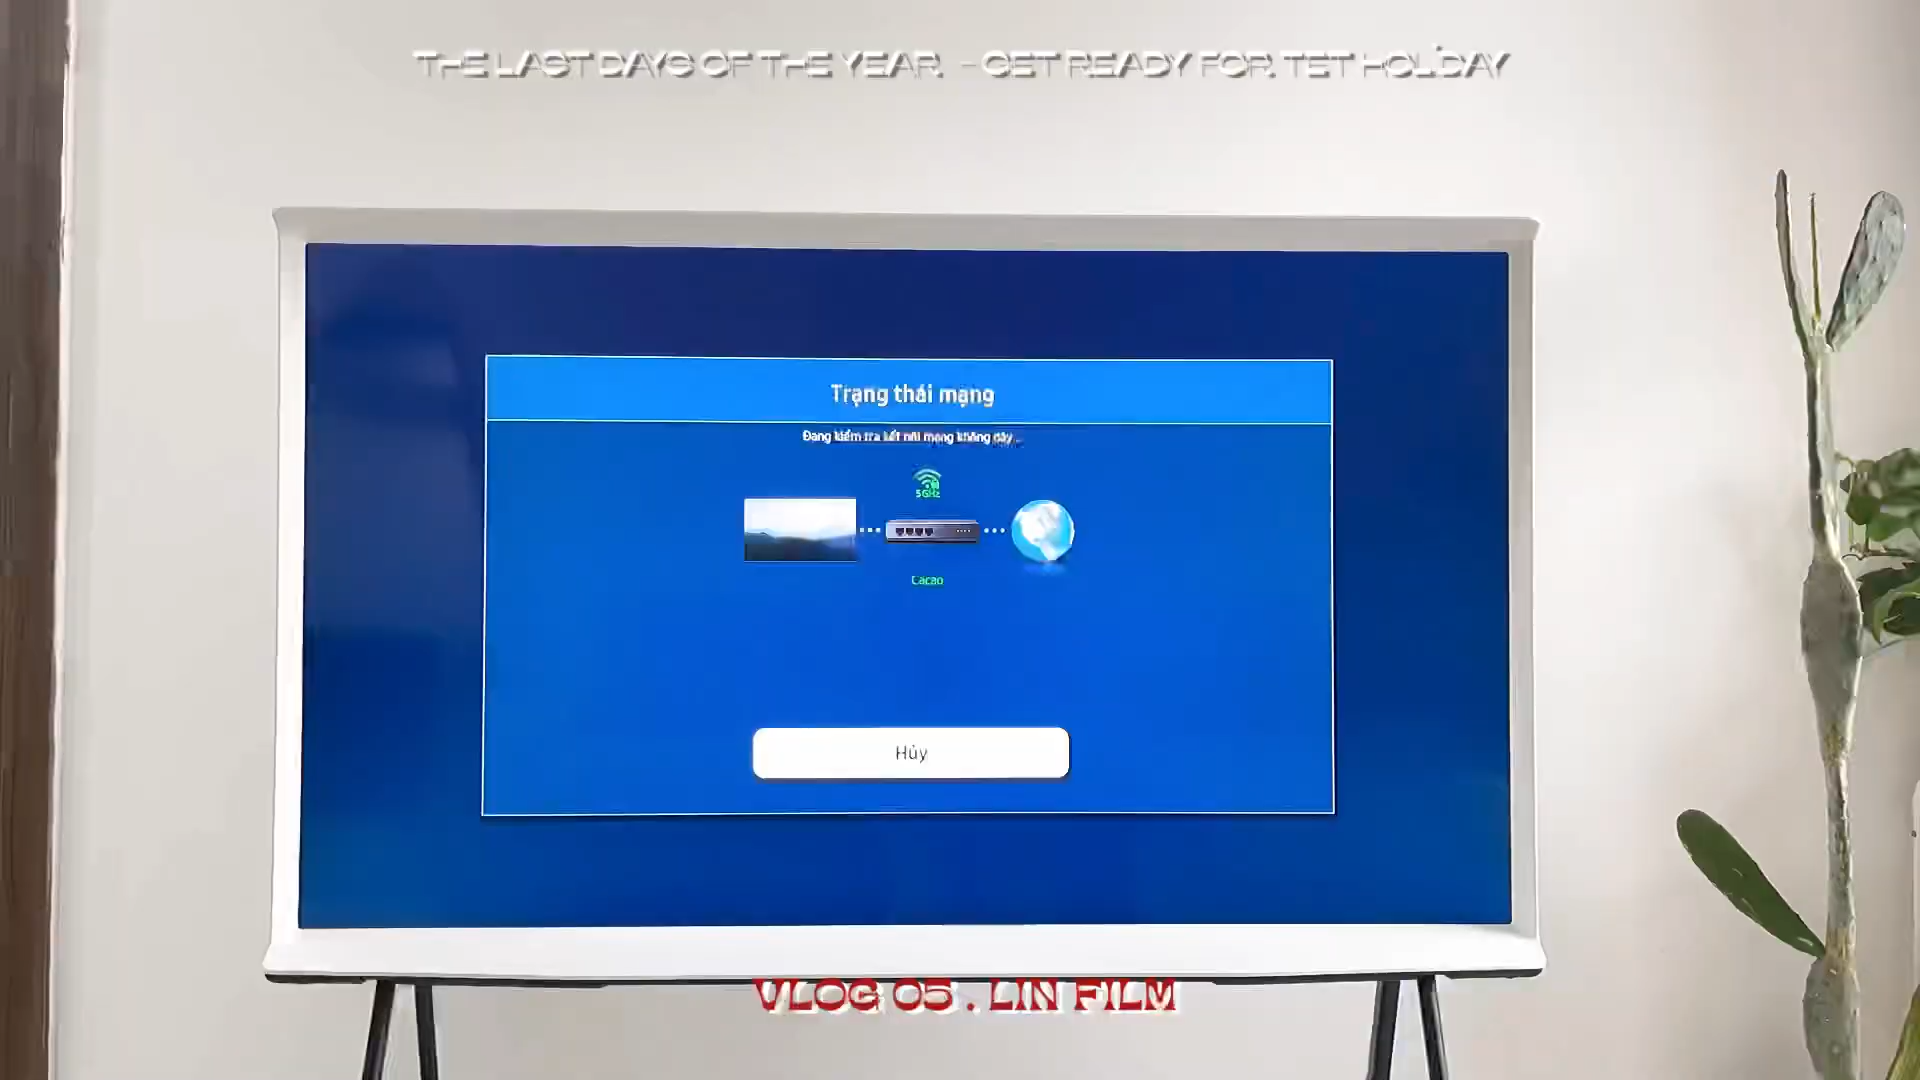 THE LAST DAYS OF THE YEAR - GET READY FOR TET HOLIDAY
Trạng thái mạng
Đang kiểm tra kết nối mạng không dây...
5GHz
Cacao
Hủy
VLOG 05 . LIN FILM